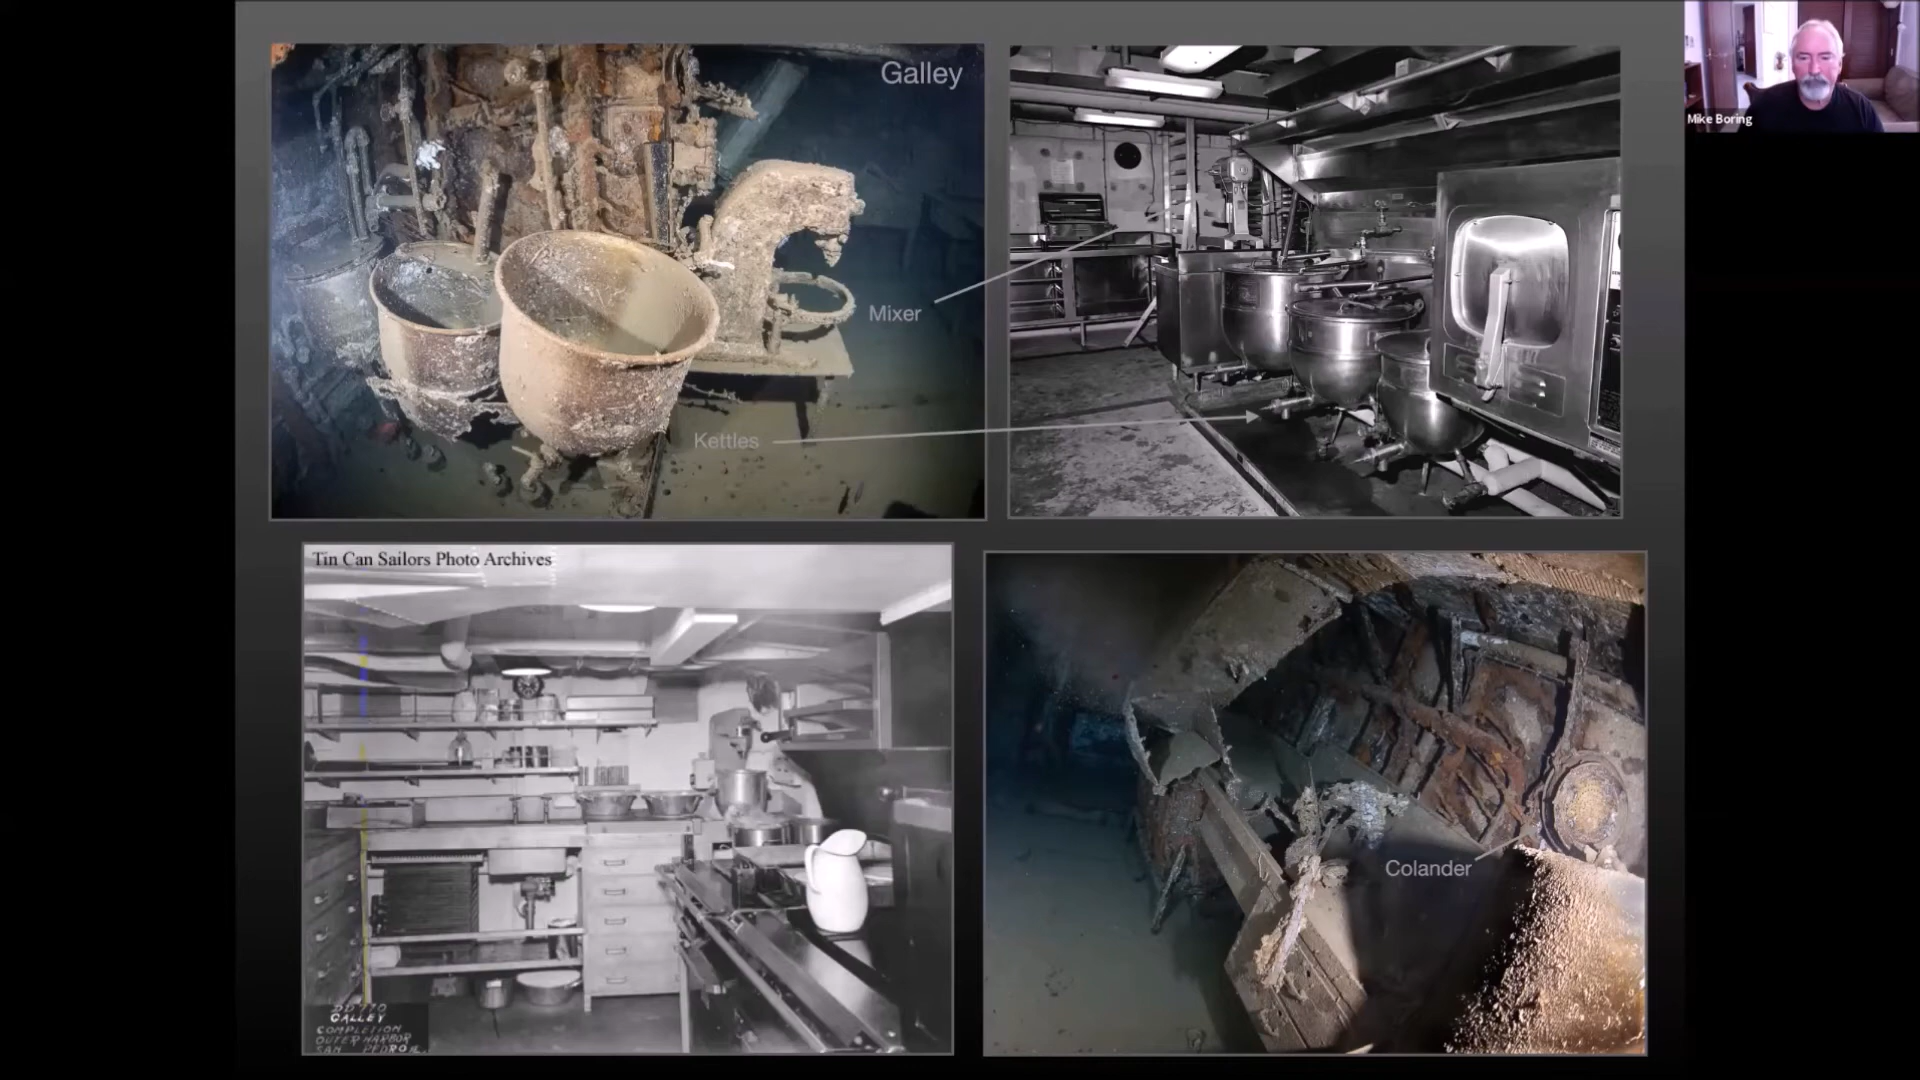 Galley
Mike Boring
Mixer
Kettles
Tin Can Sailors Photo Archives
Colander
GALLEY
COMPLETION
OUTER HARBOR
SAN PEDRO